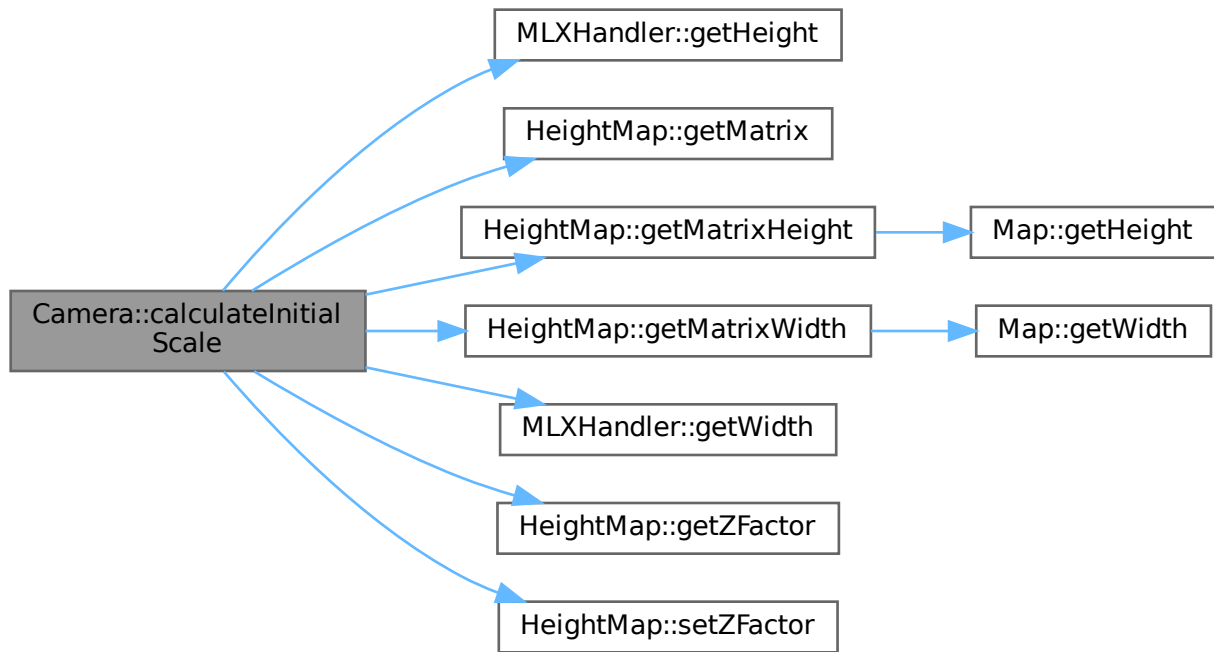 MLXHandler::getHeight
HeightMap::getMatrix
HeightMap::getMatrixHeight
Map::getHeight
Camera::calculateInitial
Scale
HeightMap::getMatrixWidth
Map::getWidth
MLXHandler::getWidth
HeightMap::getZFactor
HeightMap::setZFactor